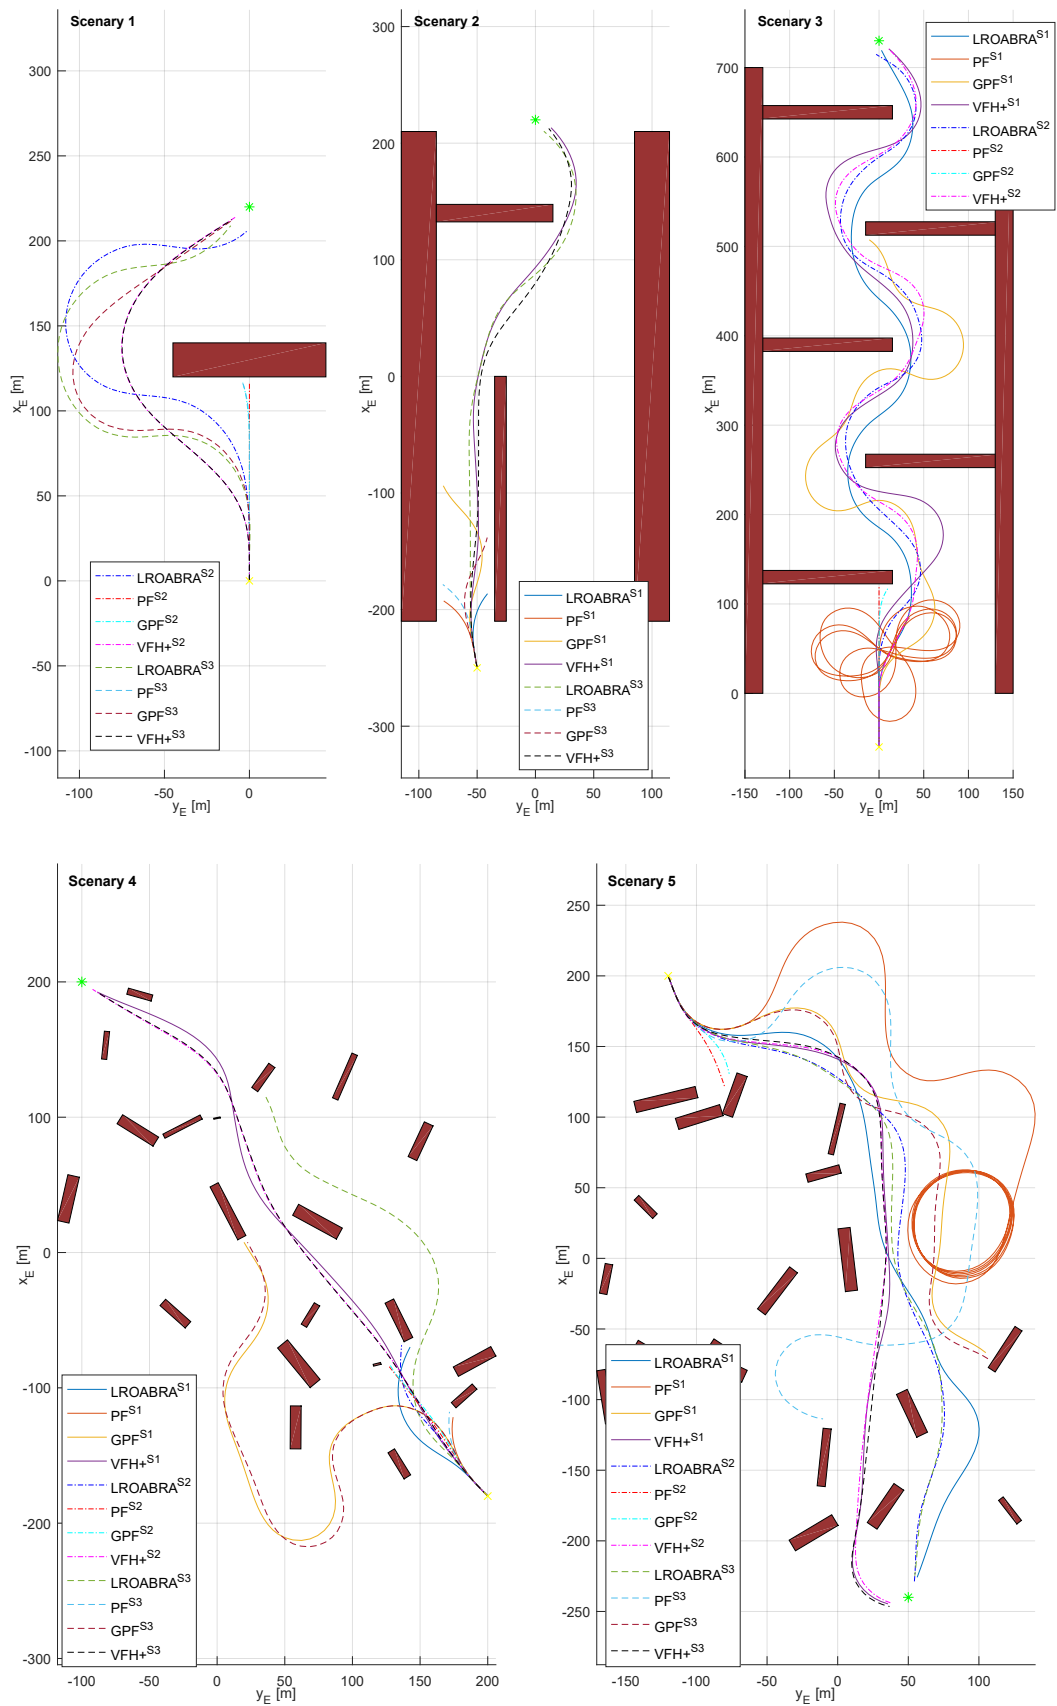 Scenary 1
300
250
200
150
100
50
0
-50
-100
x_E [m]
-100
-50
0
y_E [m]
LROABRA^S2
PF^S2
GPF^S2
VFH+^S2
LROABRA^S3
PF^S3
GPF^S3
VFH+^S3
Scenary 2
300
200
100
0
-100
-200
-300
x_E [m]
-100
-50
0
50
100
y_E [m]
LROABRA^S1
PF^S1
GPF^S1
VFH+^S1
LROABRA^S3
PF^S3
GPF^S3
VFH+^S3
Scenary 3
700
600
500
400
300
200
100
0
x_E [m]
-150
-100
-50
0
50
100
150
y_E [m]
LROABRA^S1
PF^S1
GPF^S1
VFH+^S1
LROABRA^S2
PF^S2
GPF^S2
VFH+^S2
Scenary 4
200
100
0
-100
-200
-300
x_E [m]
-100
-50
0
50
100
150
200
y_E [m]
LROABRA^S1
PF^S1
GPF^S1
VFH+^S1
LROABRA^S2
PF^S2
GPF^S2
VFH+^S2
LROABRA^S3
PF^S3
GPF^S3
VFH+^S3
Scenary 5
250
200
150
100
50
0
-50
-100
-150
-200
-250
x_E [m]
-150
-100
-50
0
50
100
y_E [m]
LROABRA^S1
PF^S1
GPF^S1
VFH+^S1
LROABRA^S2
PF^S2
GPF^S2
VFH+^S2
LROABRA^S3
PF^S3
GPF^S3
VFH+^S3